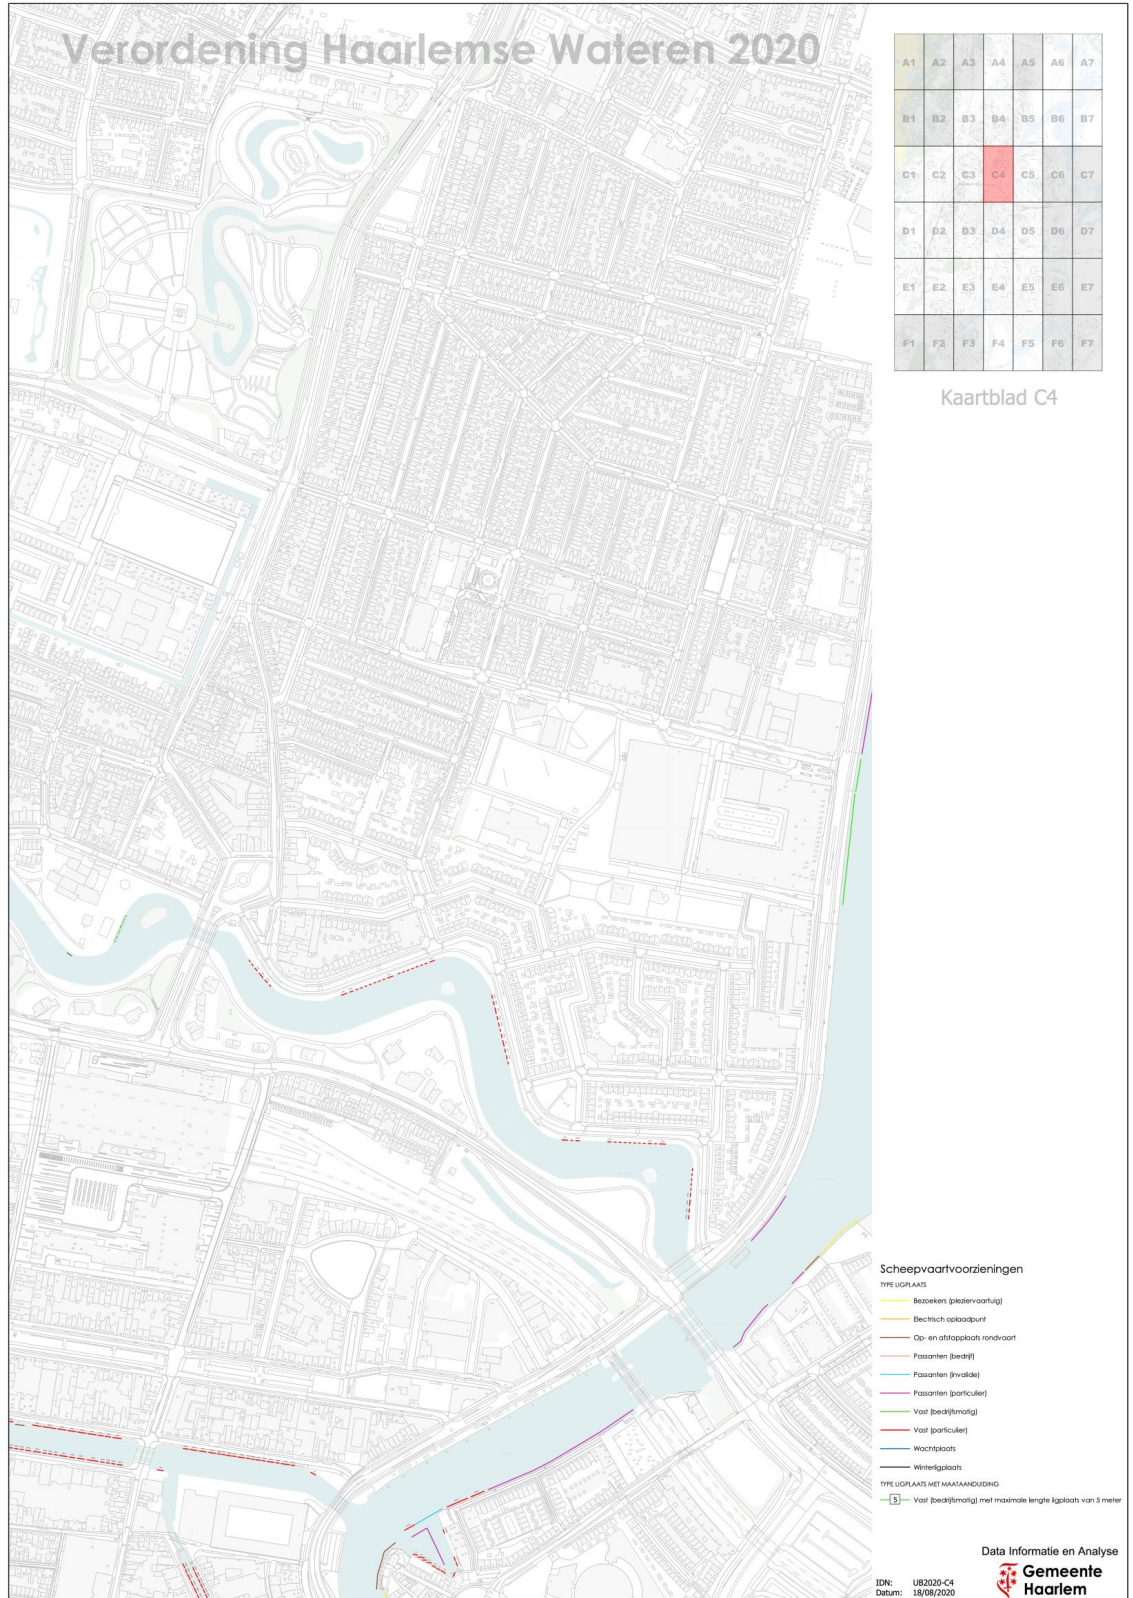 Verordening Haarlemse Wateren 2020
A1 A2 A3 A4 A5 A6 A7
B1 B2 B3 B4 B5 B6 B7
C1 C2 C3 C4 C5 C6 C7
D1 D2 D3 D4 D5 D6 D7
E1 E2 E3 E4 E5 E6 E7
F1 F2 F3 F4 F5 F6 F7
Kaartblad C4
Scheepvaartvoorzieningen
TYPE LIGPLAATS
Bezoekers (pleziervaartuig)
Electrisch oplaadpunt
Op- en afstapplaats rondvaart
Passanten (bedrijf)
Passanten (invalide)
Passanten (particulier)
Vast (bedrijfsmatig)
Vast (particulier)
Wachtplaats
Winterligplaats
TYPE LIGPLAATS MET MAATAANDUIDING
5 Vast (bedrijfsmatig) met maximale lengte ligplaats van 5 meter
Data Informatie en Analyse
Gemeente
Haarlem
IDN: UB2020-C4
Datum: 18/08/2020